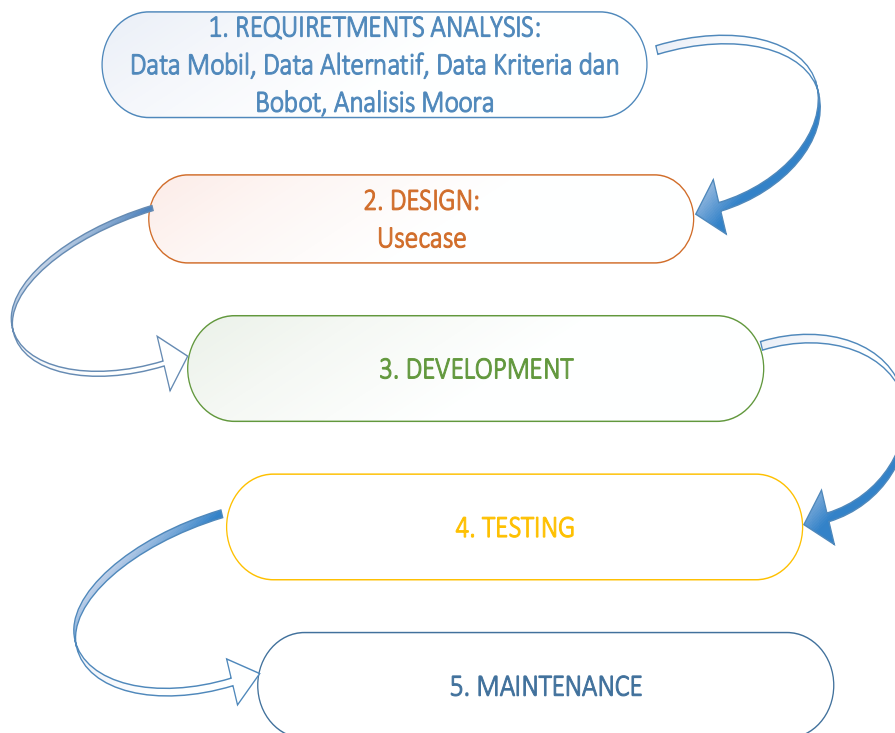 1. REQUIRETMENTS ANALYSIS:
Data Mobil, Data Alternatif, Data Kriteria dan
Bobot, Analisis Moora
2. DESIGN:
Usecase
3. DEVELOPMENT
4. TESTING
5. MAINTENANCE